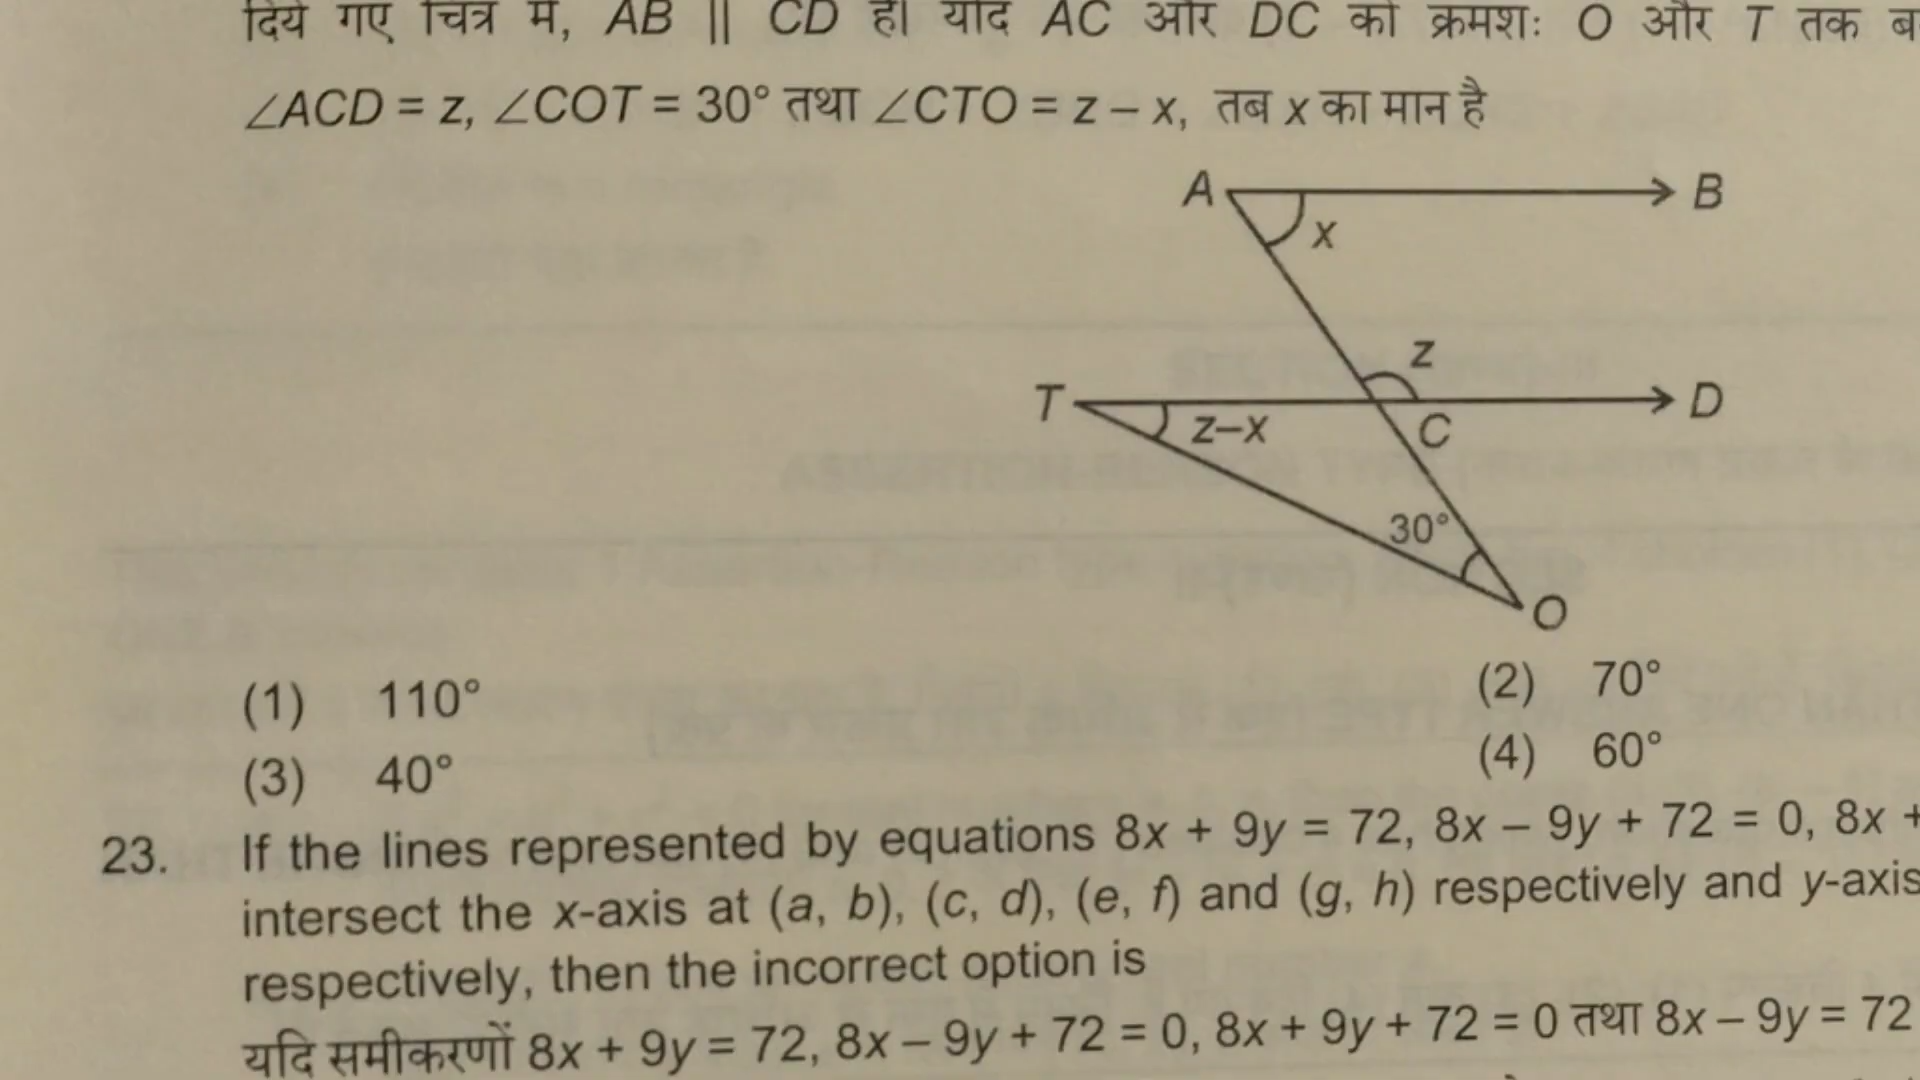 दिये गए चित्र में, AB || CD है। यदि AC और DC को क्रमशः O और T तक
∠ACD = z, ∠COT = 30° तथा ∠CTO = z – x, तब x का मान है
A B
x
z
T D
z–x C
30°
O
(1) 110° (2) 70°
(3) 40° (4) 60°
23. If the lines represented by equations 8x + 9y = 72, 8x – 9y + 72 = 0, 8x +
intersect the x-axis at (a, b), (c, d), (e, f) and (g, h) respectively and y-axis
respectively, then the incorrect option is
यदि समीकरणों 8x + 9y = 72, 8x – 9y + 72 = 0, 8x + 9y + 72 = 0 तथा 8x – 9y = 72